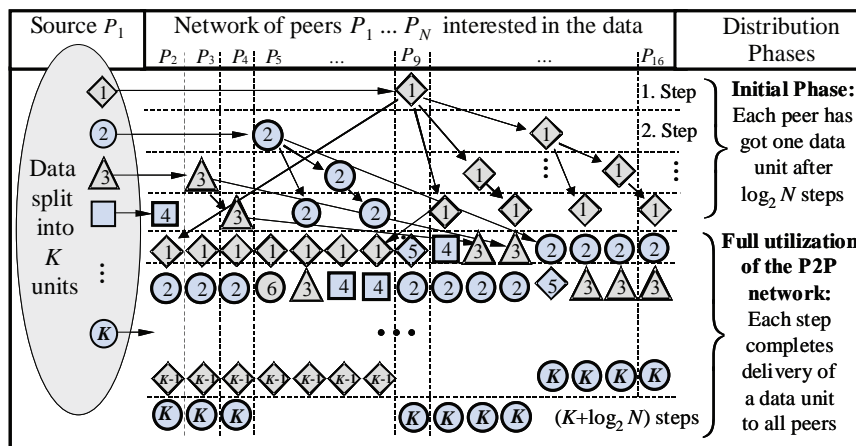 Source P1
Network of peers P1 ... PN interested in the data
Distribution Phases
P2 P3 P4 P5 ... P9 ... P16
1 1 1. Step
2 2 1 2. Step
3 3 2 1 1
4 3 2 2 1 1 1 1
1 1 1 1 1 1 1 5 4 3 3 2 2 2 2
2 2 2 6 3 4 4 2 2 2 2 5 3 3 3
...
K
K-1 K-1 K-1 K-1 K-1 K-1 K-1 K K K K
K K K K K K K (K+log2 N) steps
Data
split
into
K
units
Initial Phase:
Each peer has
got one data
unit after
log2 N steps
Full utilization
of the P2P
network:
Each step
completes
delivery of
a data unit
to all peers